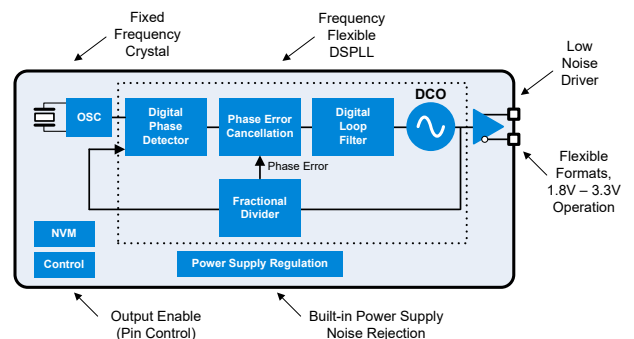 Fixed
Frequency
Crystal
Frequency
Flexible
DSPLL
Low
Noise
Driver
OSC
Digital
Phase
Detector
Phase Error
Cancellation
Digital
Loop
Filter
DCO
Phase Error
Fractional
Divider
Flexible
Formats,
1.8V – 3.3V
Operation
NVM
Control
Power Supply Regulation
Output Enable
(Pin Control)
Built-in Power Supply
Noise Rejection